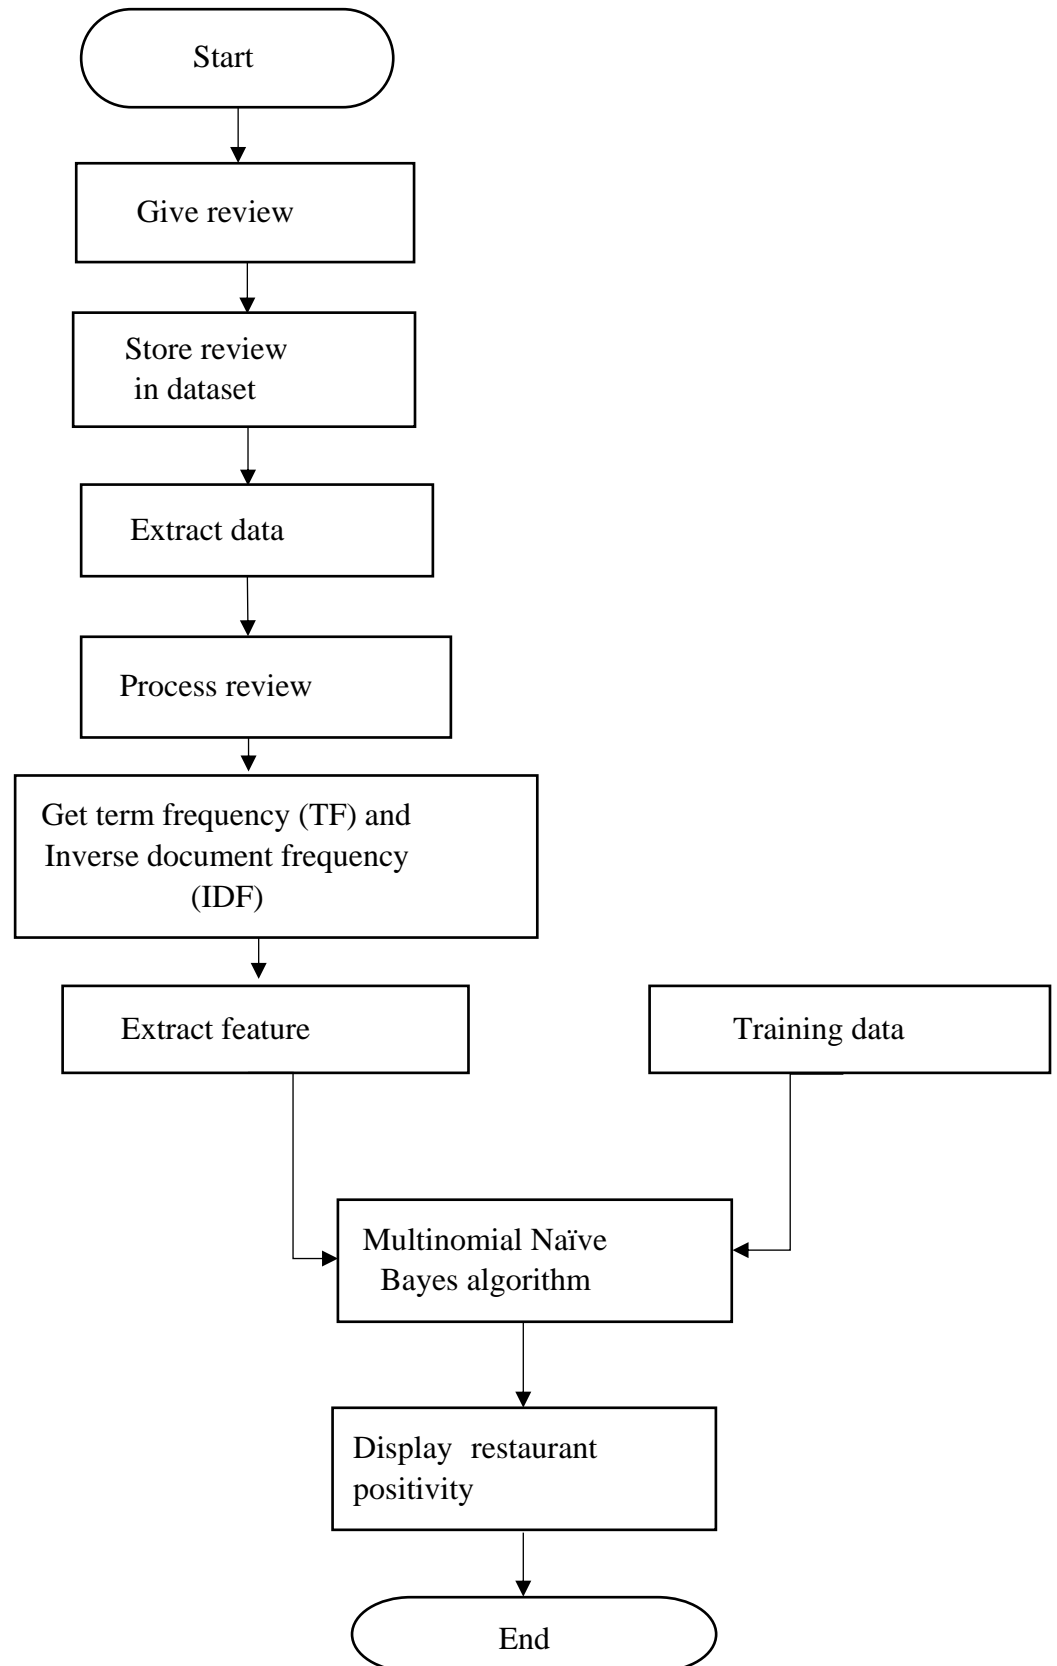 Start
Give review
Store review
in dataset
Extract data
Process review
Get term frequency (TF) and
Inverse document frequency
(IDF)
Extract feature
Training data
Multinomial Naïve
Bayes algorithm
Display restaurant
positivity
End